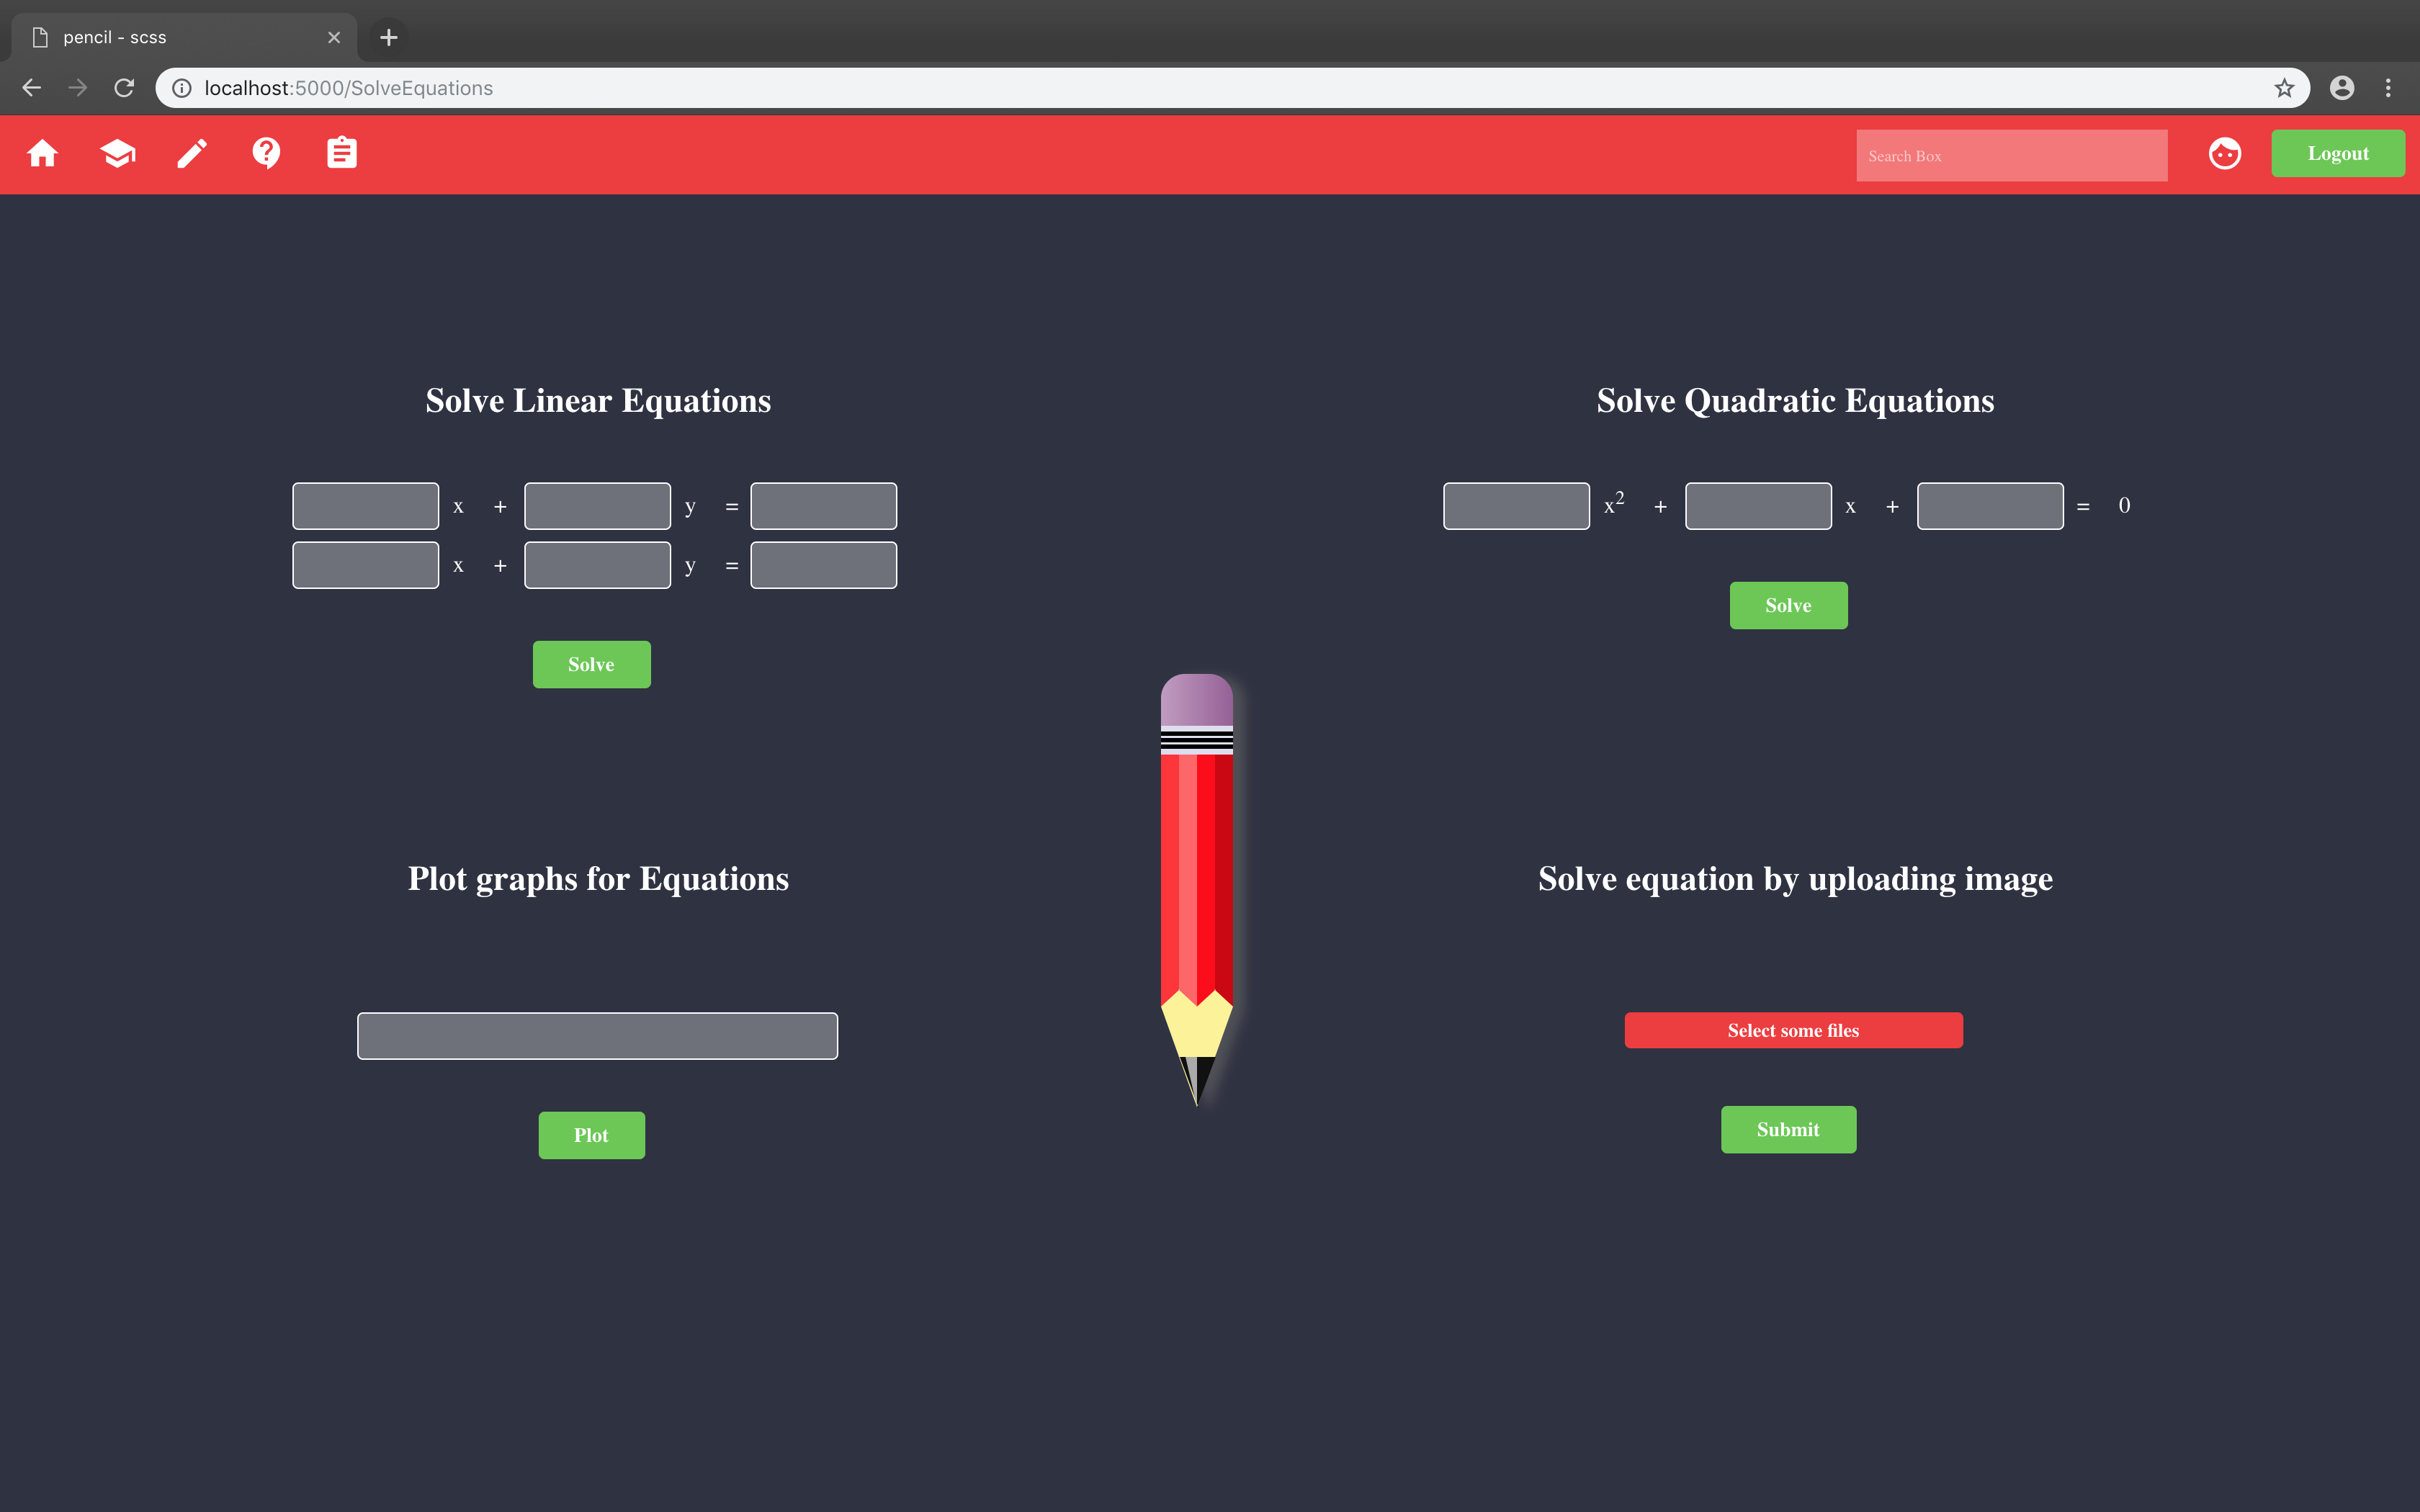 pencil - scss
localhost:5000/SolveEquations
Search Box
Logout
Solve Linear Equations
x + y =
x + y =
Solve
Solve Quadratic Equations
x² + x + = 0
Solve
Plot graphs for Equations
Plot
Solve equation by uploading image
Select some files
Submit